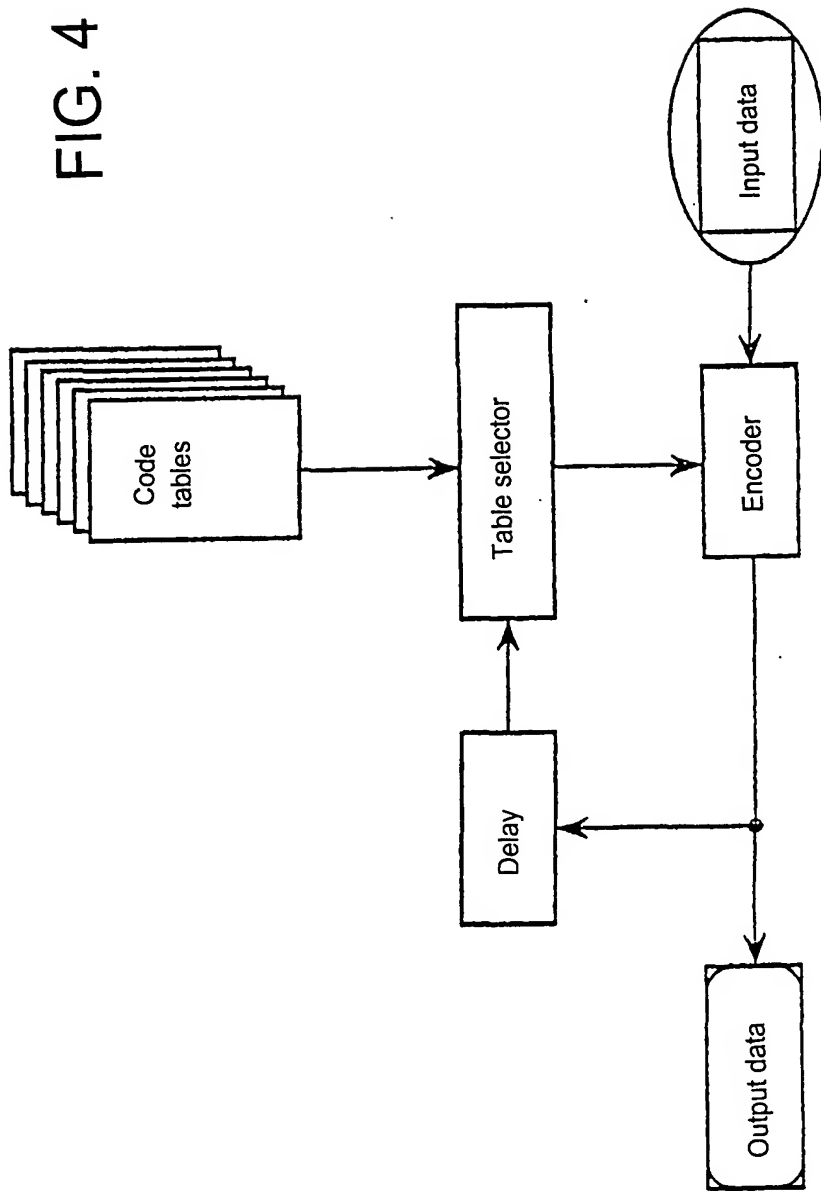 FIG. 4
Code
tables
Table selector
Delay
Encoder
Input data
Output data